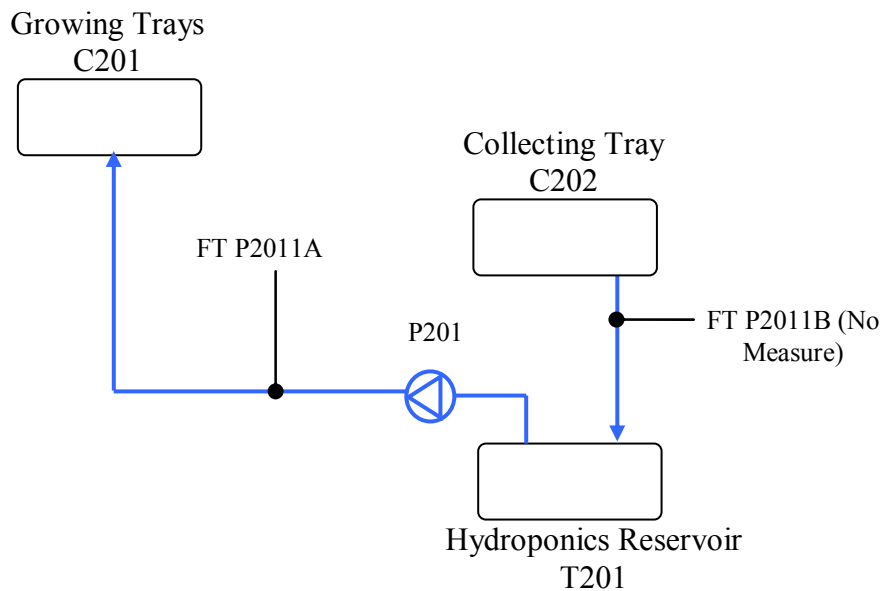 Growing Trays
C201
Collecting Tray
C202
FT P2011A
FT P2011B (No
Measure)
P201
Hydroponics Reservoir
T201